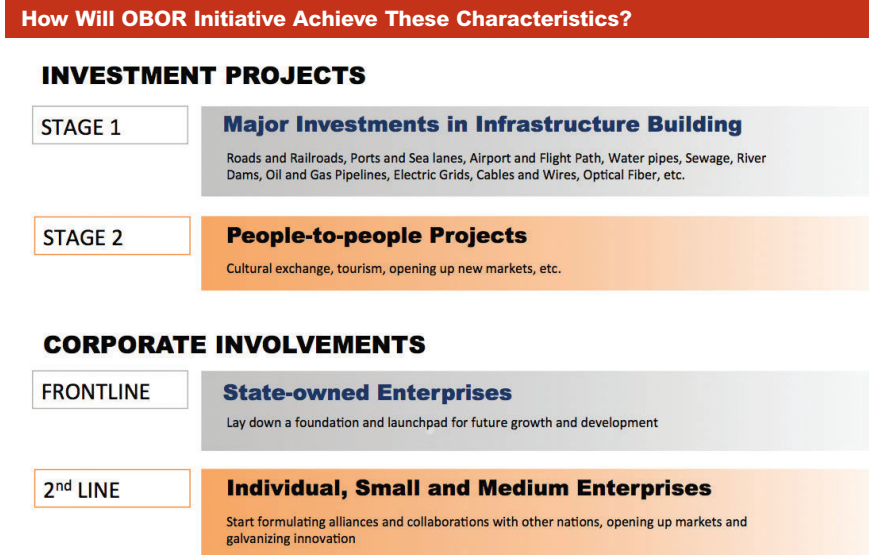 How Will OBOR Initiative Achieve These Characteristics?
INVESTMENT PROJECTS
STAGE 1
Major Investments in Infrastructure Building
Roads and Railroads, Ports and Sea lanes, Airport and Flight Path, Water pipes, Sewage, River
Dams, Oil and Gas Pipelines, Electric Grids, Cables and Wires, Optical Fiber, etc.
STAGE 2
People-to-people Projects
Cultural exchange, tourism, opening up new markets, etc.
CORPORATE INVOLVEMENTS
FRONTLINE
State-owned Enterprises
Lay down a foundation and launchpad for future growth and development
2nd LINE
Individual, Small and Medium Enterprises
Start formulating alliances and collaborations with other nations, opening up markets and
galvanizing innovation